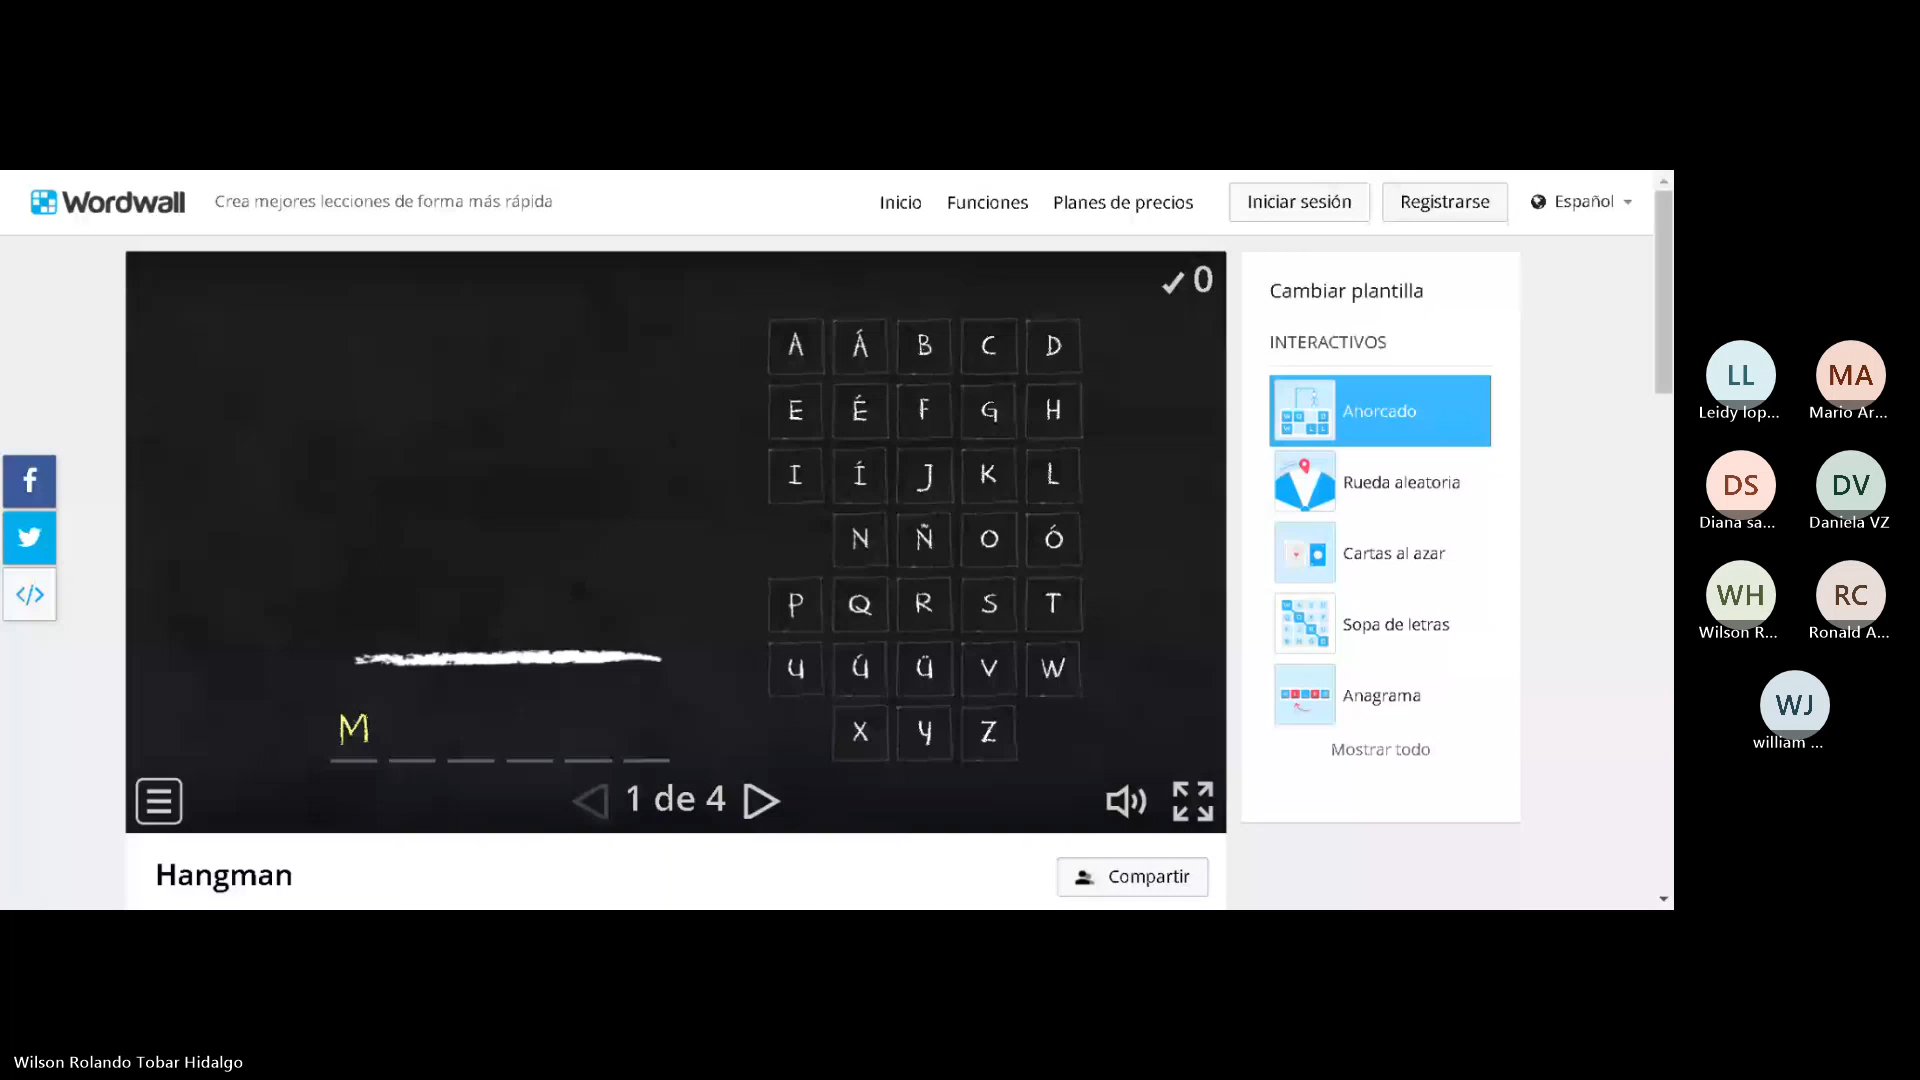 Wordwall
Crea mejores lecciones de forma más rápida
Inicio
Funciones
Planes de precios
Iniciar sesión
Registrarse
Español
0
A Á B C D
E É F G H
I Í J K L
N Ñ O Ó
P Q R S T
U Ú Ü V W
X Y Z
M
1 de 4
Hangman
Compartir
Cambiar plantilla
INTERACTIVOS
Ahorcado
Rueda aleatoria
Cartas al azar
Sopa de letras
Anagrama
Mostrar todo
LL
Leidy lop...
MA
Mario Ar...
DS
Diana sa...
DV
Daniela VZ
WH
Wilson R...
RC
Ronald A...
WJ
william ...
Wilson Rolando Tobar Hidalgo